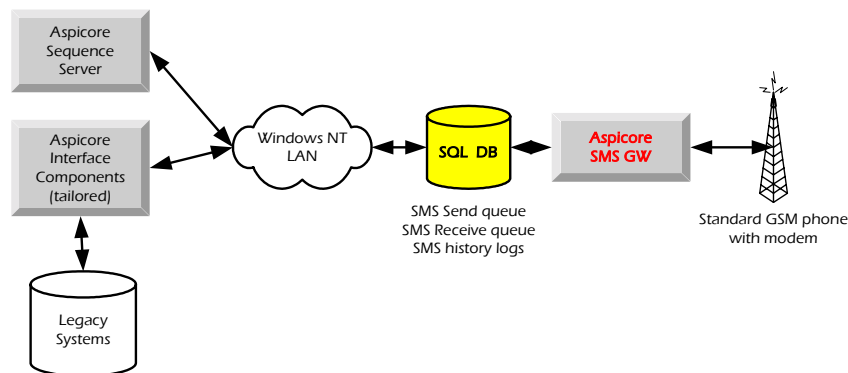 Aspicore
Sequence
Server
Aspicore
Interface
Components
(tailored)
Legacy
Systems
Windows NT
LAN
SQL DB
SMS Send queue
SMS Receive queue
SMS history logs
Aspicore
SMS GW
Standard GSM phone
with modem